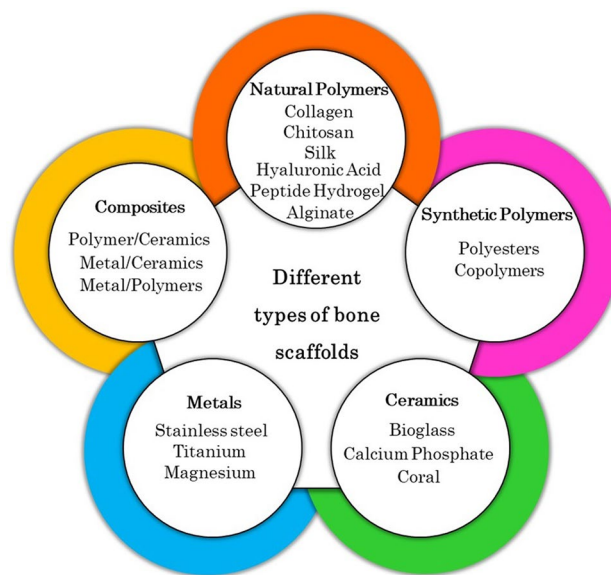 Natural Polymers
Collagen
Chitosan
Silk
Hyaluronic Acid
Peptide Hydrogel
Alginate
Composites
Polymer/Ceramics
Metal/Ceramics
Metal/Polymers
Synthetic Polymers
Polyesters
Copolymers
Different
types of bone
scaffolds
Metals
Stainless steel
Titanium
Magnesium
Ceramics
Bioglass
Calcium Phosphate
Coral